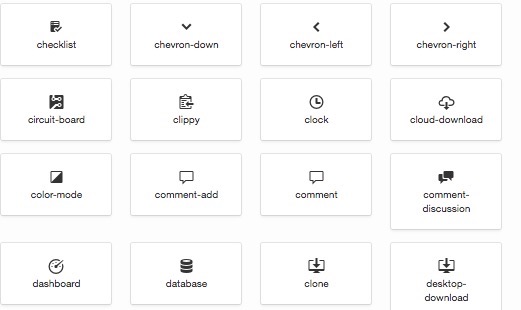 checklist
chevron-down
chevron-left
chevron-right
circuit-board
clippy
clock
cloud-download
color-mode
comment-add
comment
comment-
discussion
dashboard
database
clone
desktop-
download